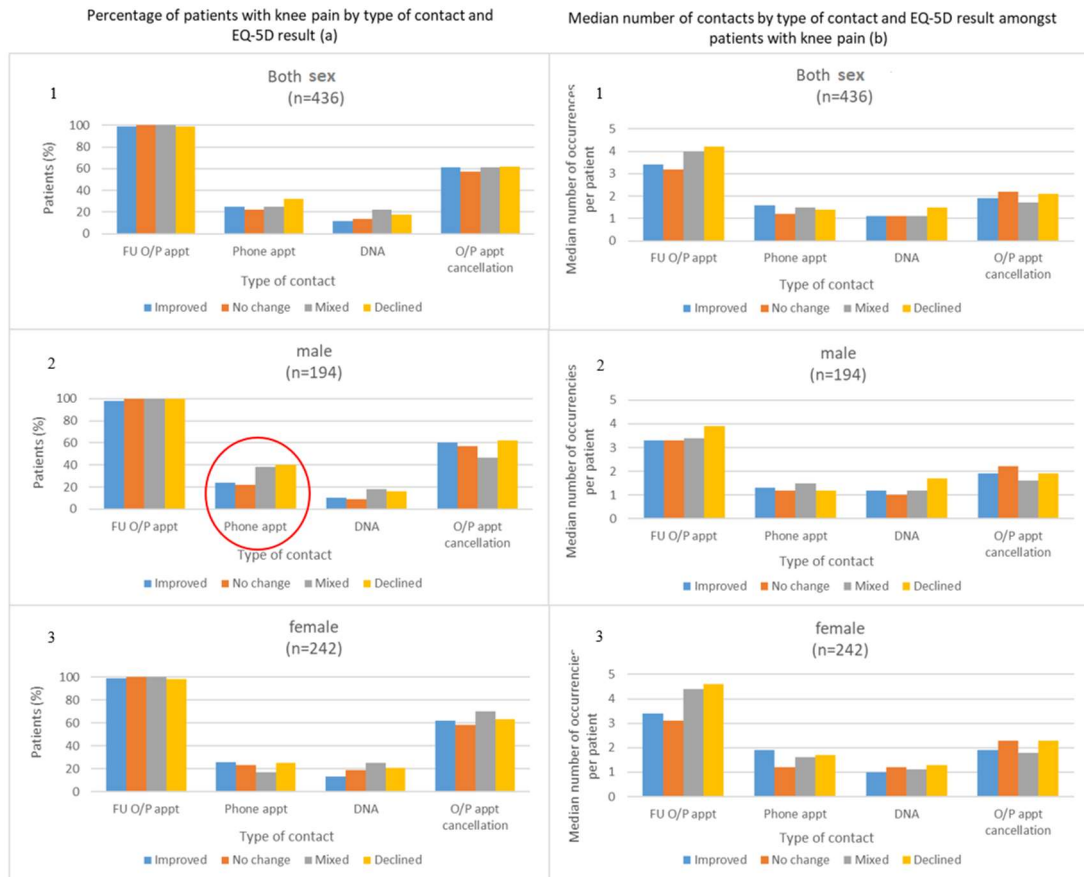 Percentage of patients with knee pain by type of contact and
EQ-5D result (a)
Median number of contacts by type of contact and EQ-5D result amongst
patients with knee pain (b)
1
Both sex
(n=436)
Patients (%)
100
80
60
40
20
0
FU O/P appt
Phone appt
DNA
O/P appt
cancellation
Type of contact
Improved
No change
Mixed
Declined
1
Both sex
(n=436)
Median number of occurrences
per patient
5
4
3
2
1
0
FU O/P appt
Phone appt
DNA
O/P appt
cancellation
Type of contact
Improved
No change
Mixed
Declined
2
male
(n=194)
Patients (%)
100
80
60
40
20
0
FU O/P appt
Phone appt
DNA
O/P appt
cancellation
Type of contact
Improved
No change
Mixed
Declined
2
male
(n=194)
Median number of occurrencies
per patient
5
4
3
2
1
0
FU O/P appt
Phone appt
DNA
O/P appt
cancellation
Type of contact
Improved
No change
Mixed
Declined
3
female
(n=242)
Patients (%)
100
80
60
40
20
0
FU O/P appt
Phone appt
DNA
O/P appt
cancellation
Type of contact
Improved
No change
Mixed
Declined
3
female
(n=242)
Median number of occurrencies
per patient
5
4
3
2
1
0
FU O/P appt
Phone appt
DNA
O/P appt
cancellation
Type of contact
Improved
No change
Mixed
Declined